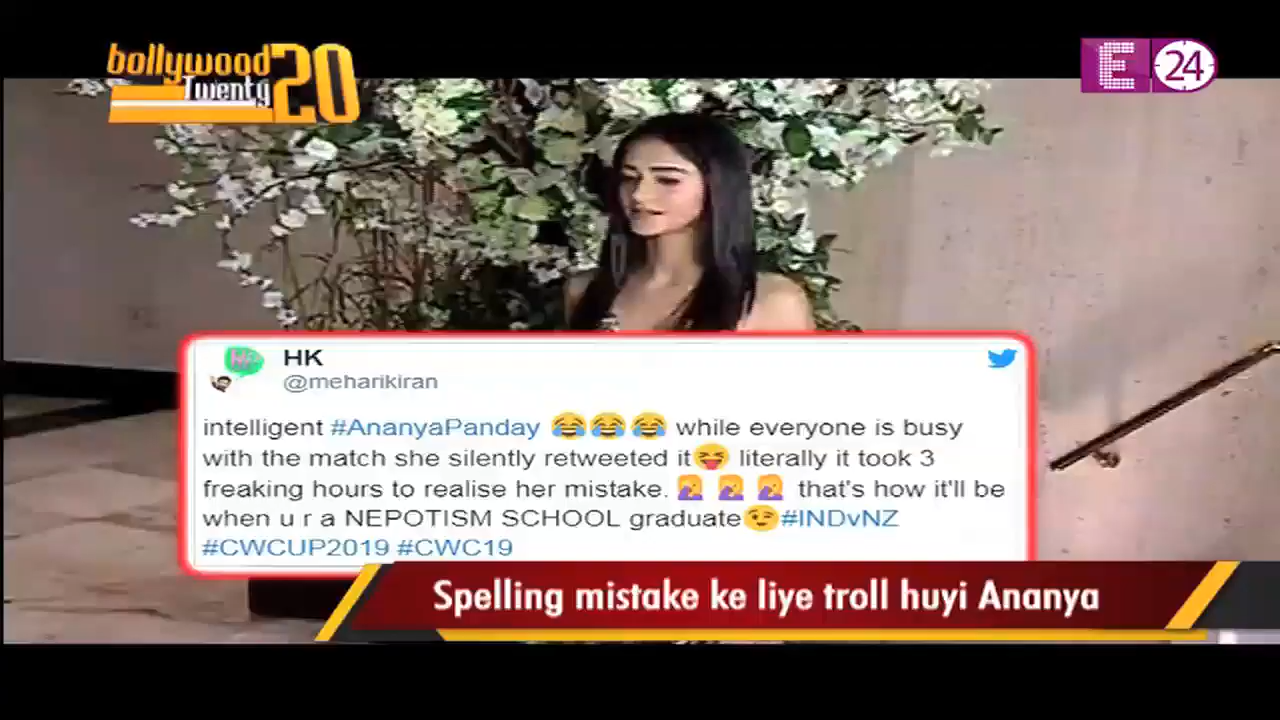 bollywood
Twenty
20
E 24
HK
@meharikiran
intelligent #AnanyaPanday 😂😂😂 while everyone is busy
with the match she silently retweeted it😝 literally it took 3
freaking hours to realise her mistake. 🤦 🤦 🤦 that's how it'll be
when u r a NEPOTISM SCHOOL graduate😉#INDvNZ
#CWCUP2019 #CWC19
Spelling mistake ke liye troll huyi Ananya